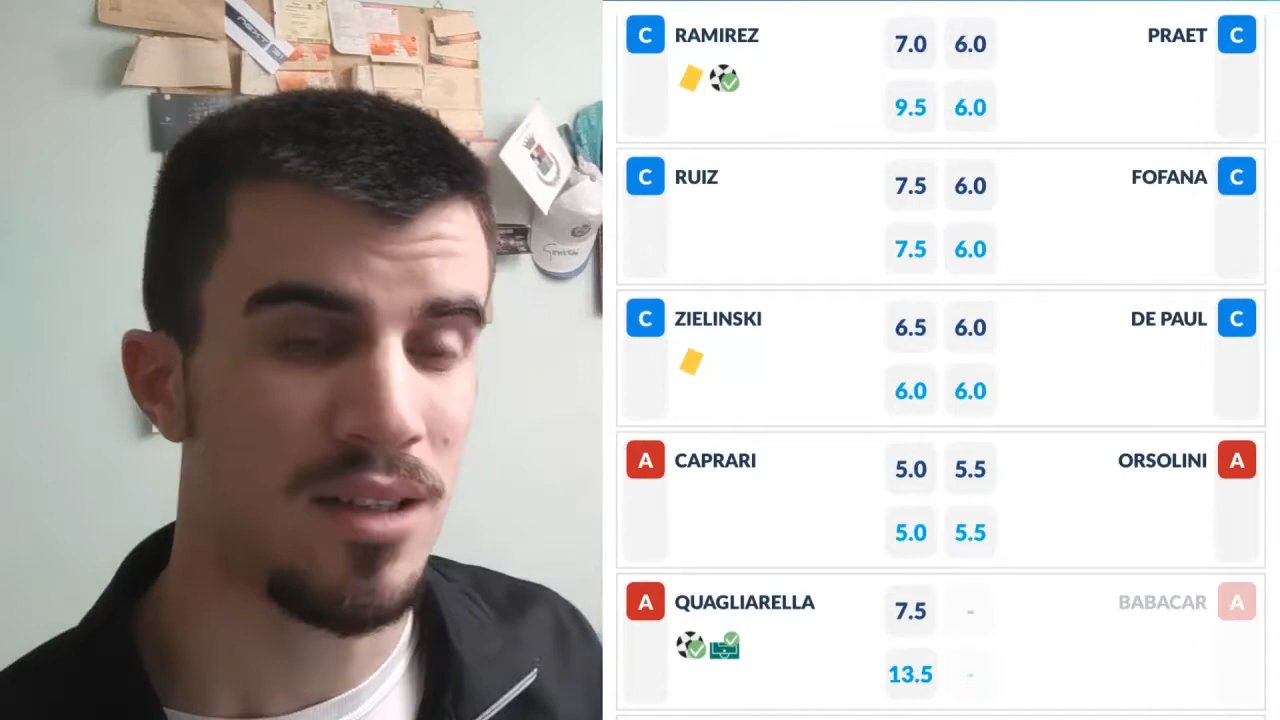 C RAMIREZ 7.0 6.0 PRAET C
9.5 6.0
C RUIZ 7.5 6.0 FOFANA C
7.5 6.0
C ZIELINSKI 6.5 6.0 DE PAUL C
6.0 6.0
A CAPRARI 5.0 5.5 ORSOLINI A
5.0 5.5
A QUAGLIARELLA 7.5 - BABACAR A
13.5 -